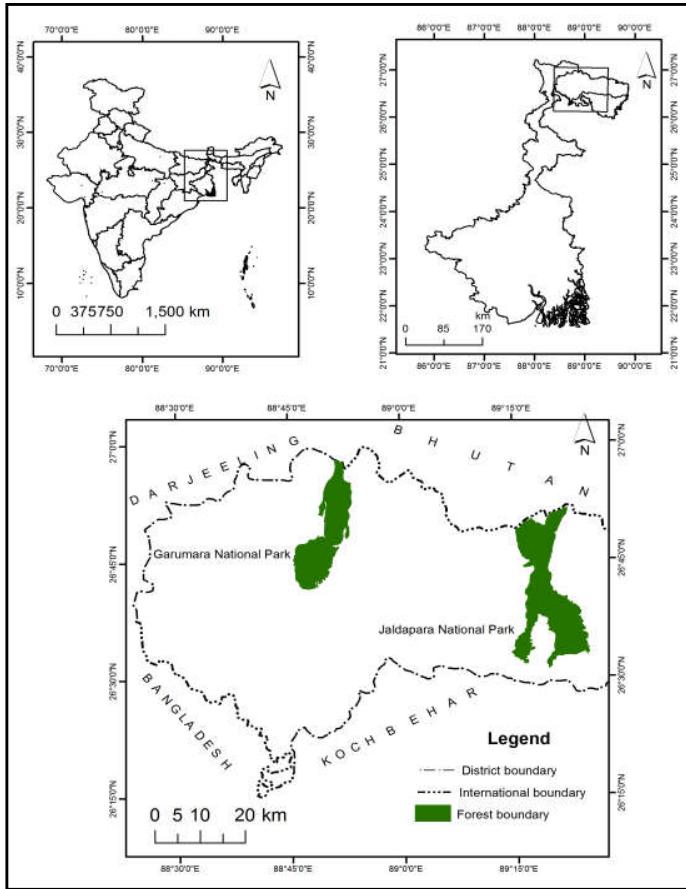 70°0'0"E 80°0'0"E 90°0'0"E
40°0'0"N
30°0'0"N
20°0'0"N
10°0'0"N
N
40°0'0"N
30°0'0"N
20°0'0"N
10°0'0"N
0 375750 1,500 km
70°0'0"E 80°0'0"E 90°0'0"E
86°0'0"E 87°0'0"E 88°0'0"E 89°0'0"E 90°0'0"E
27°0'0"N
26°0'0"N
25°0'0"N
24°0'0"N
23°0'0"N
22°0'0"N
21°0'0"N
N
27°0'0"N
26°0'0"N
25°0'0"N
24°0'0"N
23°0'0"N
22°0'0"N
21°0'0"N
km
0 85 170
86°0'0"E 87°0'0"E 88°0'0"E 89°0'0"E 90°0'0"E
88°30'0"E 88°45'0"E 89°0'0"E 89°15'0"E
27°0'0"N
26°45'0"N
26°30'0"N
26°15'0"N
N
27°0'0"N
26°45'0"N
26°30'0"N
26°15'0"N
DARJEELING
BHUTAN
Garumara National Park
Jaldapara National Park
BANGLADESH
KOCHBEHAR
Legend
District boundary
International boundary
Forest boundary
0 5 10 20 km
88°30'0"E 88°45'0"E 89°0'0"E 89°15'0"E